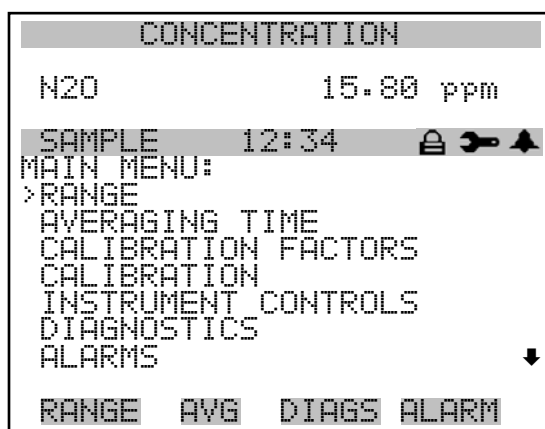 CONCENTRATION
N2O 15.80 ppm
SAMPLE 12:34
MAIN MENU:
>RANGE
AVERAGING TIME
CALIBRATION FACTORS
CALIBRATION
INSTRUMENT CONTROLS
DIAGNOSTICS
ALARMS
RANGE AVG DIAGS ALARM